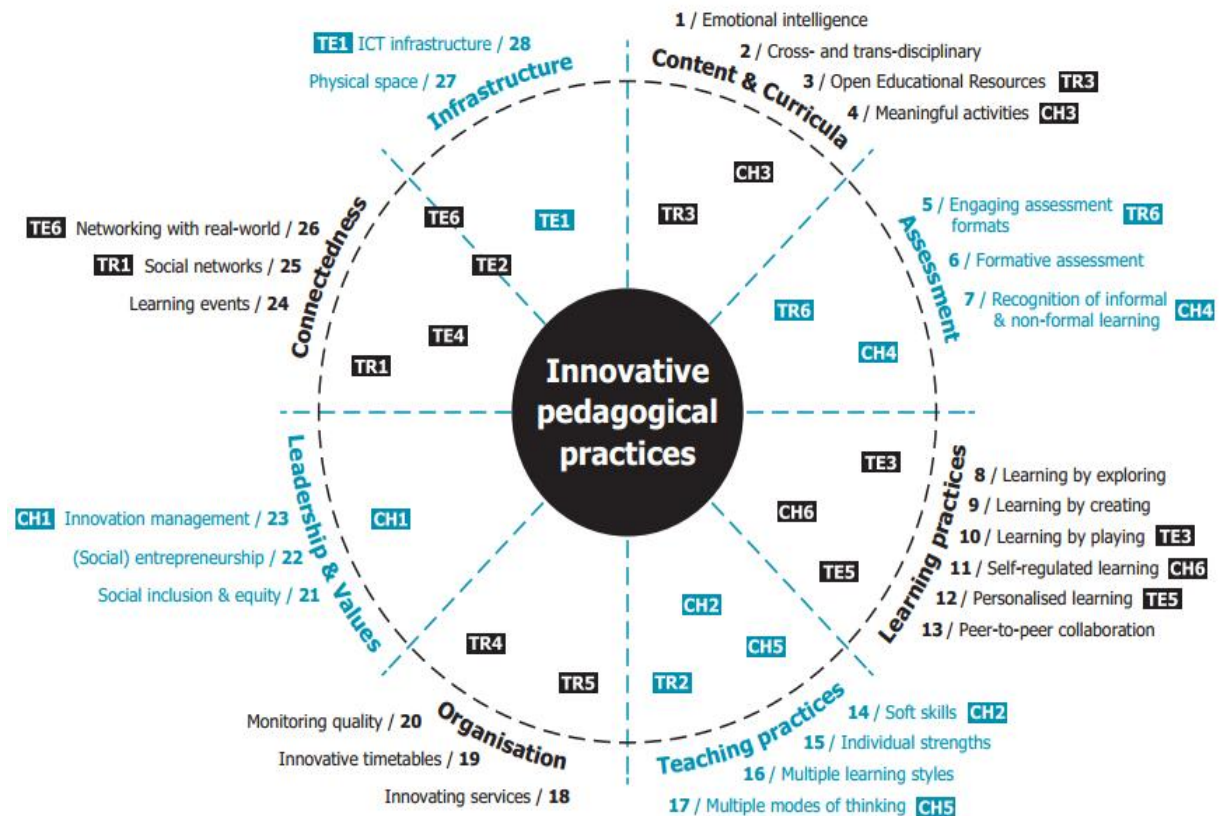 1 / Emotional intelligence
2 / Cross- and trans-disciplinary
3 / Open Educational Resources TR3
4 / Meaningful activities CH3
Content & Curricula
TE1 ICT infrastructure / 28
Physical space / 27
Infrastructure
5 / Engaging assessment
formats TR6
6 / Formative assessment
7 / Recognition of informal
& non-formal learning CH4
Assessment
TE6 Networking with real-world / 26
TR1 Social networks / 25
Learning events / 24
Connectedness
CH3
TR3
TE6
TE1
TE2
TR6
TE4
CH4
TR1
Innovative
pedagogical
practices
TE3
CH6
CH1
TE5
CH2
CH5
TR4
TR5
TR2
8 / Learning by exploring
9 / Learning by creating
10 / Learning by playing TE3
11 / Self-regulated learning CH6
12 / Personalised learning TE5
13 / Peer-to-peer collaboration
Learning practices
CH1 Innovation management / 23
(Social) entrepreneurship / 22
Social inclusion & equity / 21
Leadership & Values
14 / Soft skills CH2
15 / Individual strengths
16 / Multiple learning styles
17 / Multiple modes of thinking CH5
Teaching practices
Monitoring quality / 20
Innovative timetables / 19
Innovating services / 18
Organisation